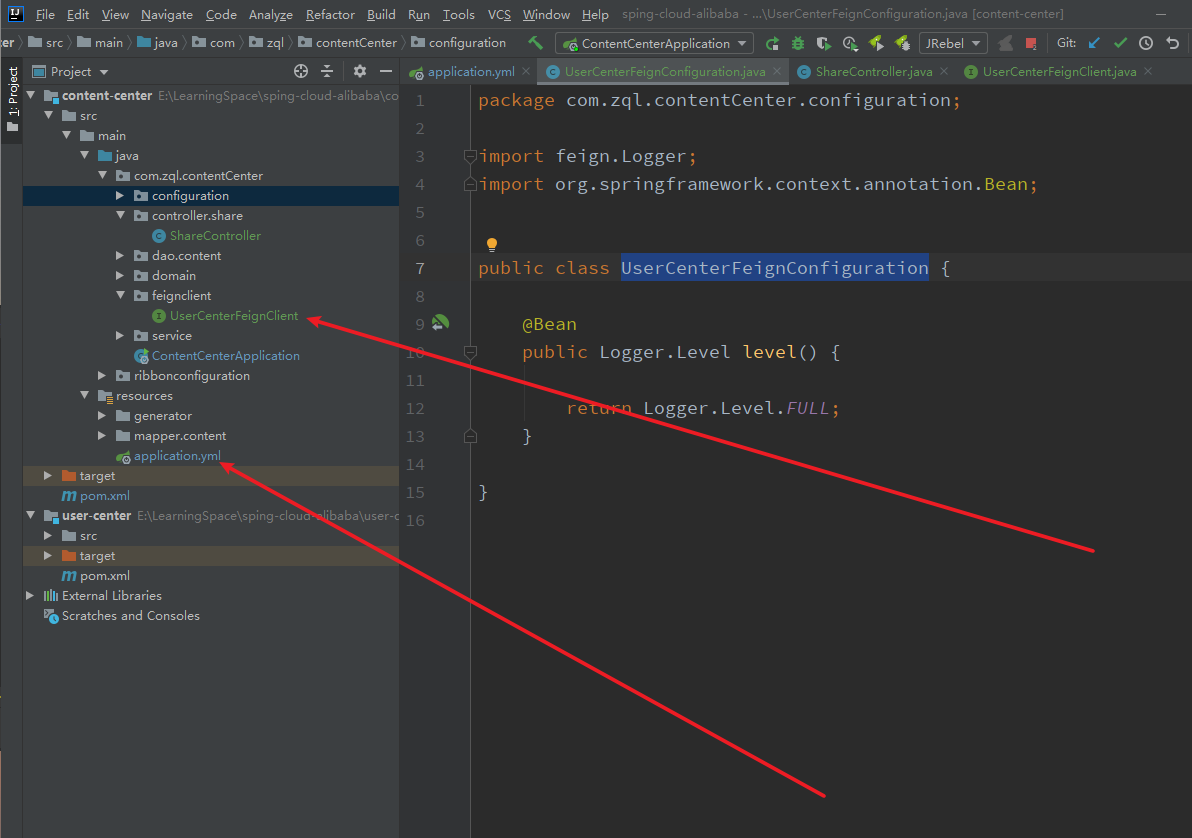 IJ File Edit View Navigate Code Analyze Refactor Build Run Tools VCS Window Help sping-cloud-alibaba - ...\UserCenterFeignConfiguration.java [content-center]
er src main java com zql contentCenter configuration ContentCenterApplication JRebel Git:
1: Project
Project
application.yml UserCenterFeignConfiguration.java ShareController.java UserCenterFeignClient.java
content-center E:\LearningSpace\sping-cloud-alibaba\co
src
main
java
com.zql.contentCenter
configuration
controller.share
ShareController
dao.content
domain
feignclient
UserCenterFeignClient
service
ContentCenterApplication
ribbonconfiguration
resources
generator
mapper.content
application.yml
target
pom.xml
user-center E:\LearningSpace\sping-cloud-alibaba\user-c
src
target
pom.xml
External Libraries
Scratches and Consoles
1 package com.zql.contentCenter.configuration;
2
3 import feign.Logger;
4 import org.springframework.context.annotation.Bean;
5
6
7 public class UserCenterFeignConfiguration {
8
9 @Bean
10 public Logger.Level level() {
11
12 return Logger.Level.FULL;
13 }
14
15 }
16